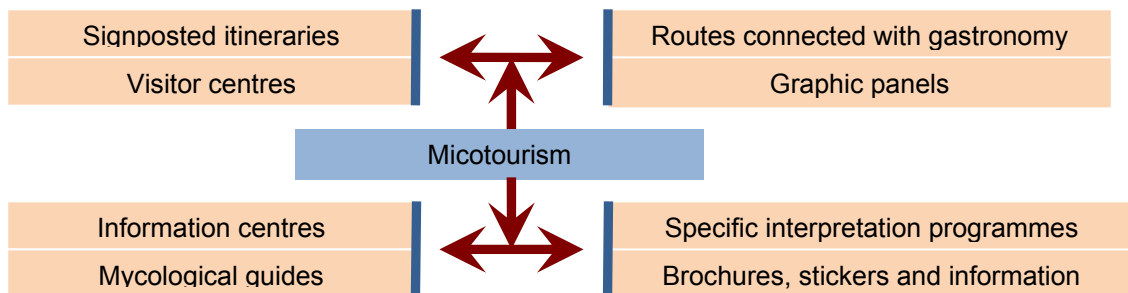 Signposted itineraries
Visitor centres
Routes connected with gastronomy
Graphic panels
Micotourism
Information centres
Mycological guides
Specific interpretation programmes
Brochures, stickers and information